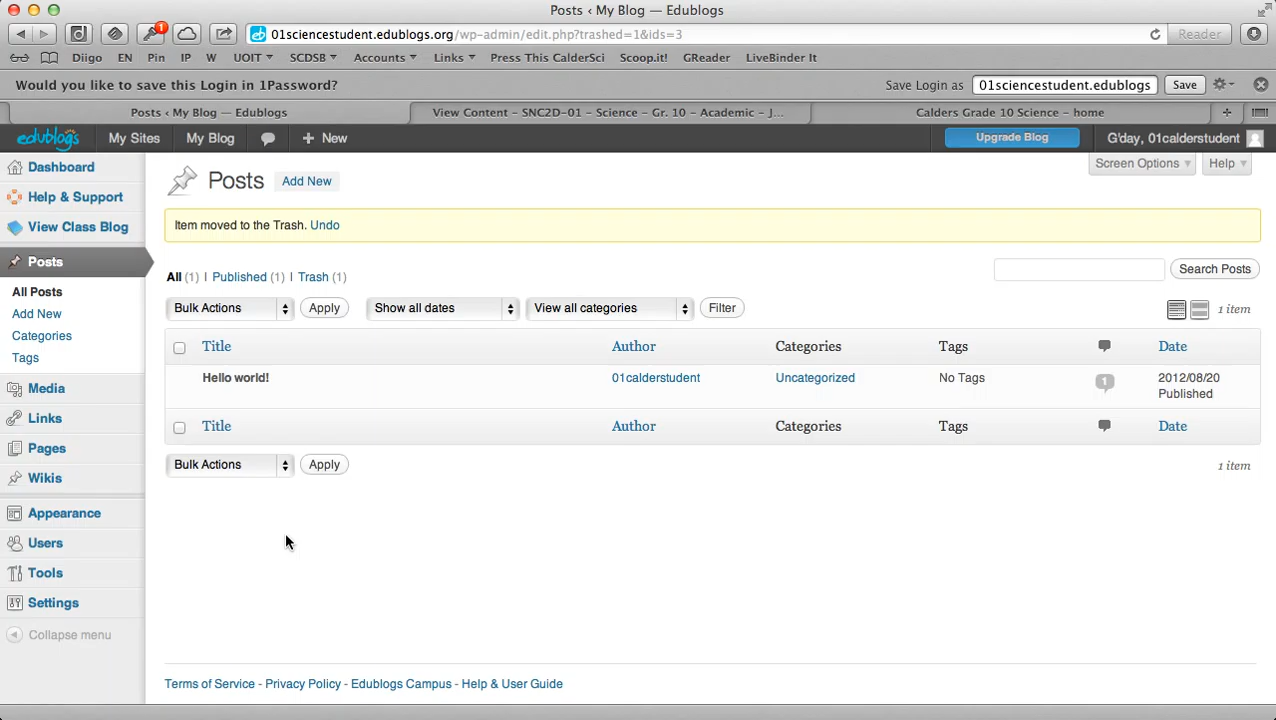 Posts ‹ My Blog — Edublogs
01sciencestudent.edublogs.org/wp-admin/edit.php?trashed=1&ids=3
Reader
1
Diigo EN Pin IP W UOIT SCDSB Accounts Links Press This CalderSci Scoop.it! GReader LiveBinder It
Would you like to save this Login in 1Password? Save Login as 01sciencestudent.edublogs Save
Posts ‹ My Blog — Edublogs View Content – SNC2D-01 – Science – Gr. 10 – Academic – J... Calders Grade 10 Science – home
edublogs My Sites My Blog + New Upgrade Blog G'day, 01calderstudent
Dashboard
Help & Support
View Class Blog
Posts
All Posts
Add New
Categories
Tags
Media
Links
Pages
Wikis
Appearance
Users
Tools
Settings
Collapse menu
Screen Options Help
Posts Add New
Item moved to the Trash. Undo
All (1) | Published (1) | Trash (1)
Search Posts
Bulk Actions Apply Show all dates View all categories Filter 1 item
Title Author Categories Tags Date
Hello world! 01calderstudent Uncategorized No Tags 1 2012/08/20
Published
Title Author Categories Tags Date
Bulk Actions Apply 1 item
Terms of Service - Privacy Policy - Edublogs Campus - Help & User Guide